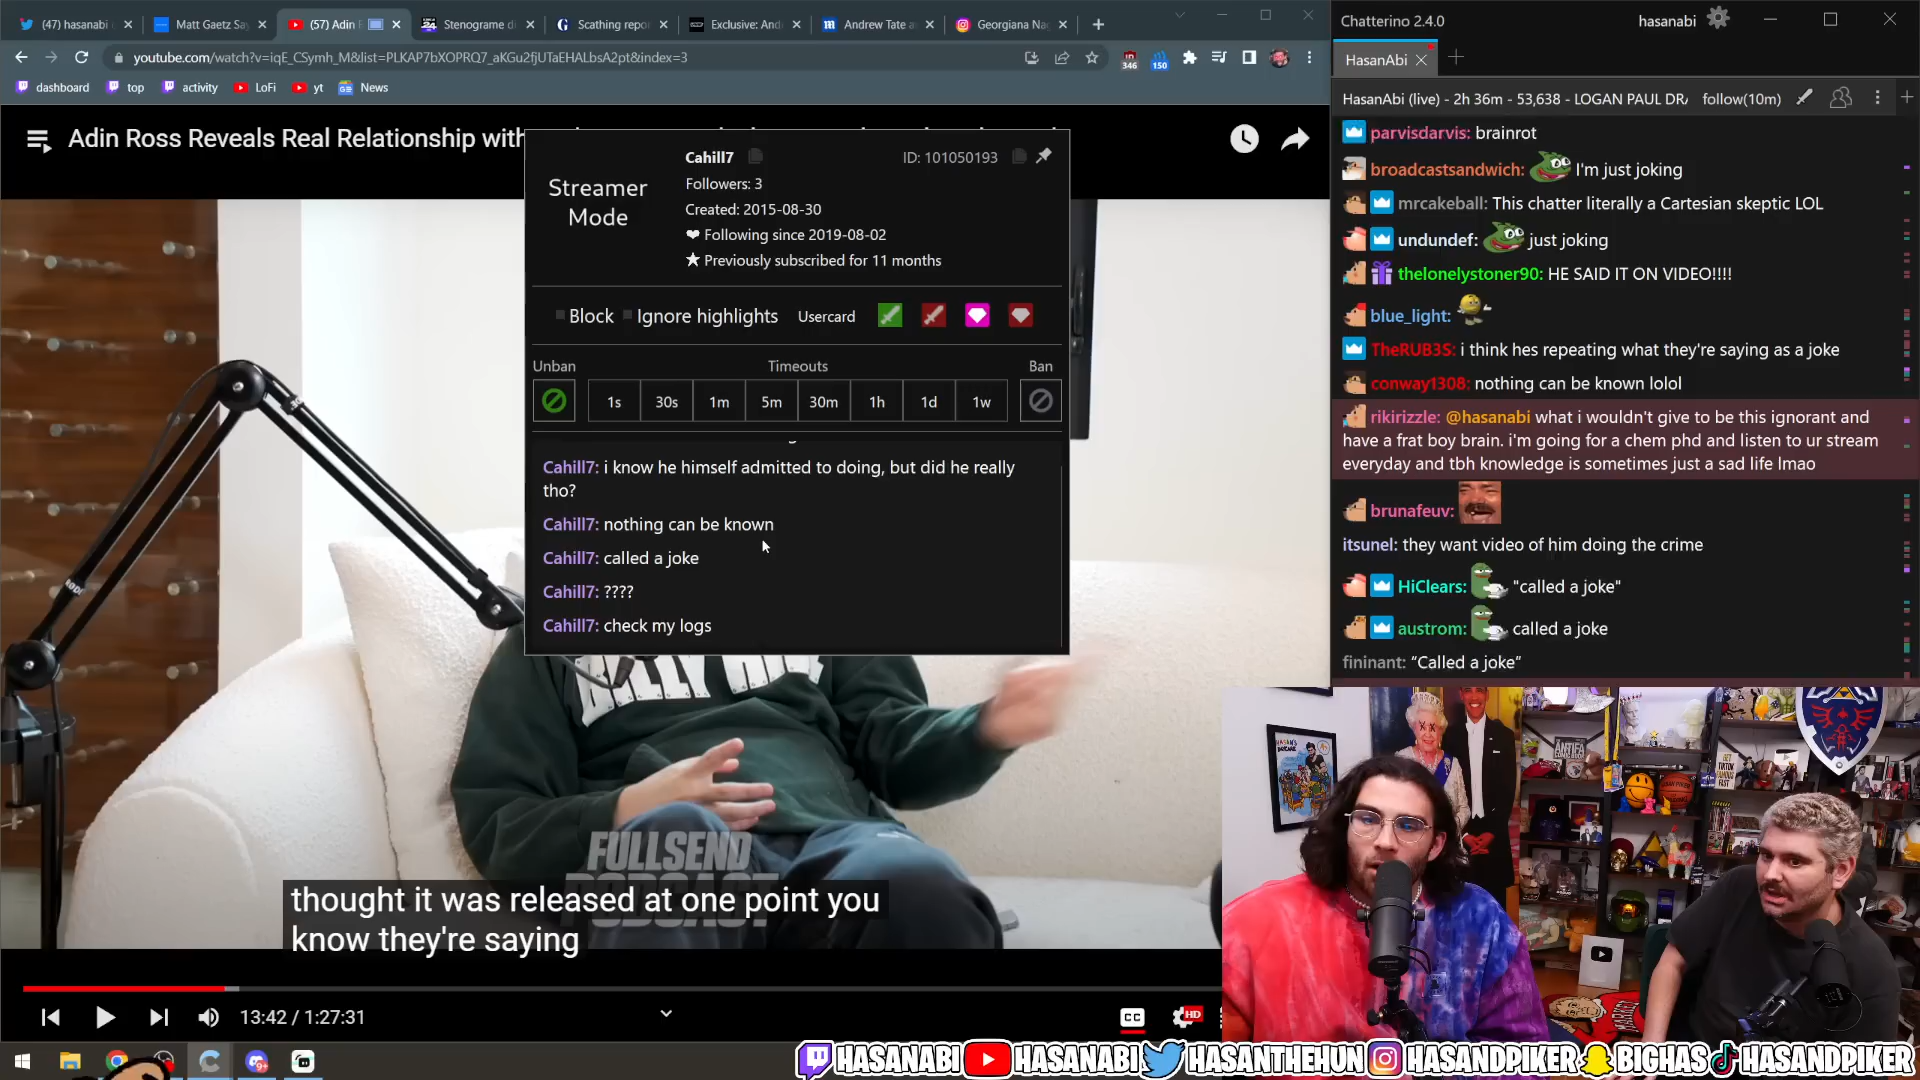 (47) hasanabi
Matt Gaetz Say
(57) Adin F
Stenograme di
Scathing repo
Exclusive: And
Andrew Tate a
Georgiana Na
youtube.com/watch?v=iqE_CSymh_M&list=PLKAP7bXOPRQ7_aKGu2fjUTaEHALbsA2pt&index=3
346
150
dashboard
top
activity
LoFi
yt
News
Adin Ross Reveals Real Relationship with
Streamer
Mode
Cahill7
ID: 101050193
Followers: 3
Created: 2015-08-30
Following since 2019-08-02
Previously subscribed for 11 months
Block
Ignore highlights
Usercard
Unban
Timeouts
Ban
1s
30s
1m
5m
30m
1h
1d
1w
Cahill7: i know he himself admitted to doing, but did he really
tho?
Cahill7: nothing can be known
Cahill7: called a joke
Cahill7: ????
Cahill7: check my logs
FULLSEND
PODCAST
thought it was released at one point you
know they're saying
13:42 / 1:27:31
CC
HD
Chatterino 2.4.0
hasanabi
HasanAbi
HasanAbi (live) - 2h 36m - 53,638 - LOGAN PAUL DR
follow(10m)
parvisdarvis: brainrot
broadcastsandwich: I'm just joking
mrcakeball: This chatter literally a Cartesian skeptic LOL
undundef: just joking
thelonelystoner90: HE SAID IT ON VIDEO!!!!
blue_light:
TheRUB3S: i think hes repeating what they're saying as a joke
conway1308: nothing can be known lolol
rikirizzle: @hasanabi what i wouldn't give to be this ignorant and
have a frat boy brain. i'm going for a chem phd and listen to ur stream
everyday and tbh knowledge is sometimes just a sad life lmao
brunafeuv:
itsunel: they want video of him doing the crime
HiClears: "called a joke"
austrom: called a joke
fininant: “Called a joke”
ANTIFA
HASANABI
HASANABI
HASANTHEHUN
HASANDPIKER
BIGHAS
HASANDPIKER